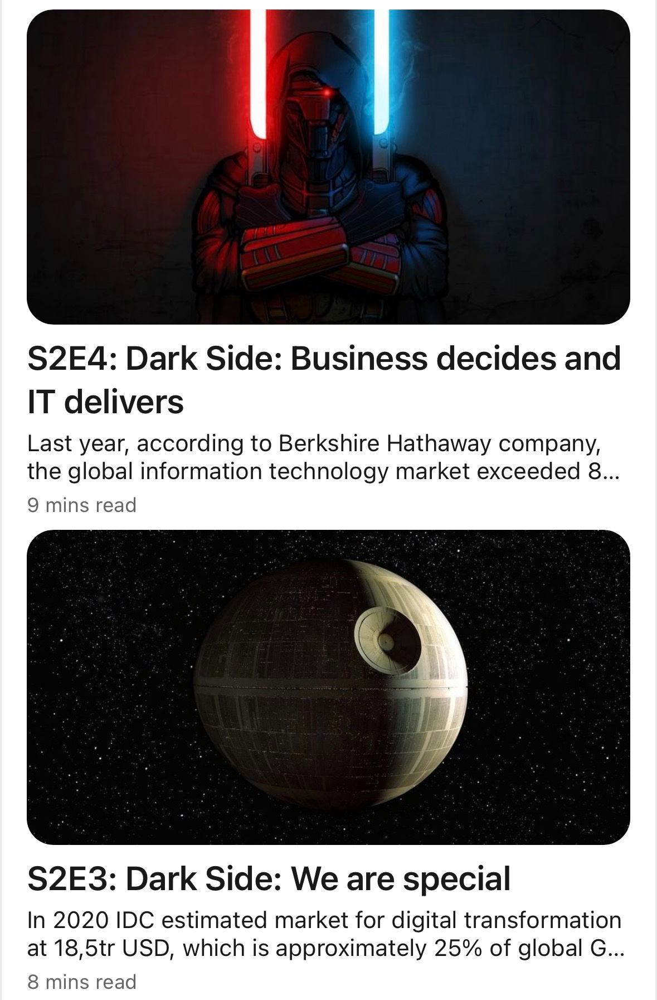 S2E4: Dark Side: Business decides and
IT delivers
Last year, according to Berkshire Hathaway company,
the global information technology market exceeded 8...
9 mins read
S2E3: Dark Side: We are special
In 2020 IDC estimated market for digital transformation
at 18,5tr USD, which is approximately 25% of global G...
8 mins read